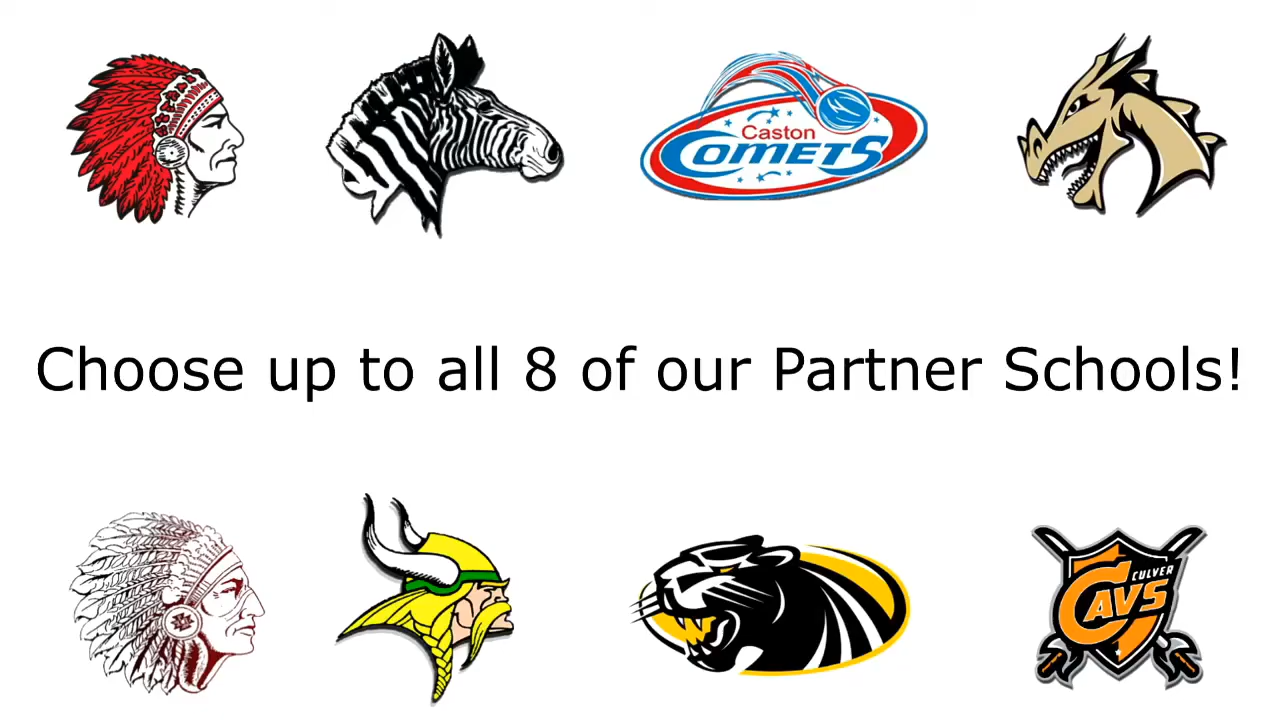 Caston
COMETS
Choose up to all 8 of our Partner Schools!
CULVER
CAVS